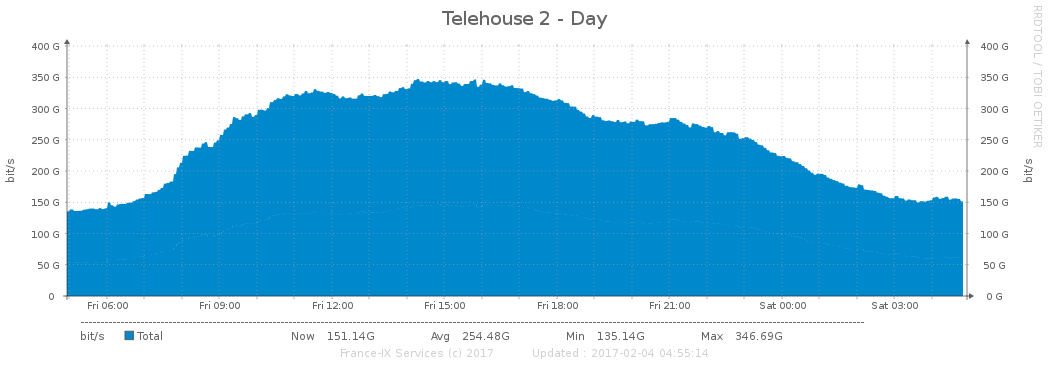 Telehouse 2 - Day
RRDTOOL / TOBI OETIKER
bit/s
400 G 400 G
350 G 350 G
300 G 300 G
250 G 250 G
200 G 200 G
150 G 150 G
100 G 100 G
50 G 50 G
0 0 G
bit/s
Fri 06:00 Fri 09:00 Fri 12:00 Fri 15:00 Fri 18:00 Fri 21:00 Sat 00:00 Sat 03:00
bit/s Total Now 151.14G Avg 254.48G Min 135.14G Max 346.69G
France-IX Services (c) 2017 Updated : 2017-02-04 04:55:14